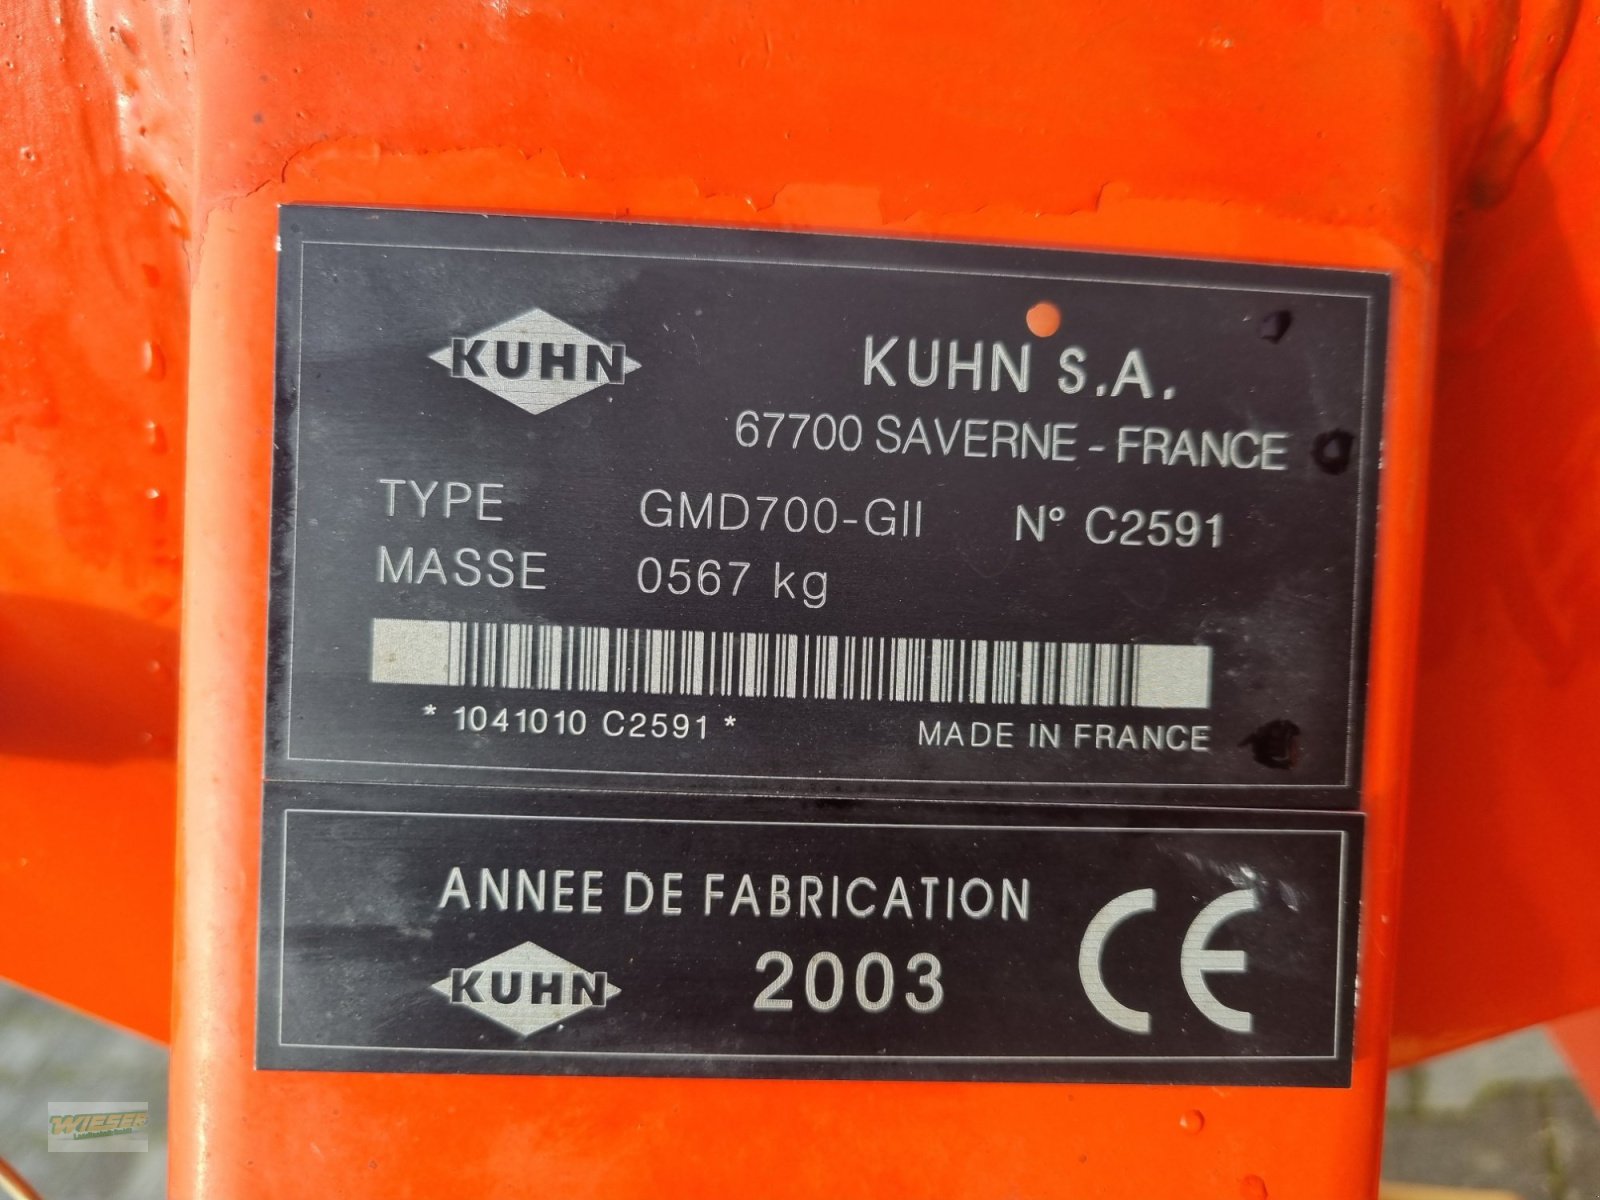 KUHN
KUHN S.A.
67700 SAVERNE - FRANCE
TYPE GMD700-GII N° C2591
MASSE 0567 kg
* 1041010 C2591 *
MADE IN FRANCE
ANNEE DE FABRICATION
KUHN 2003 CE
WIESER